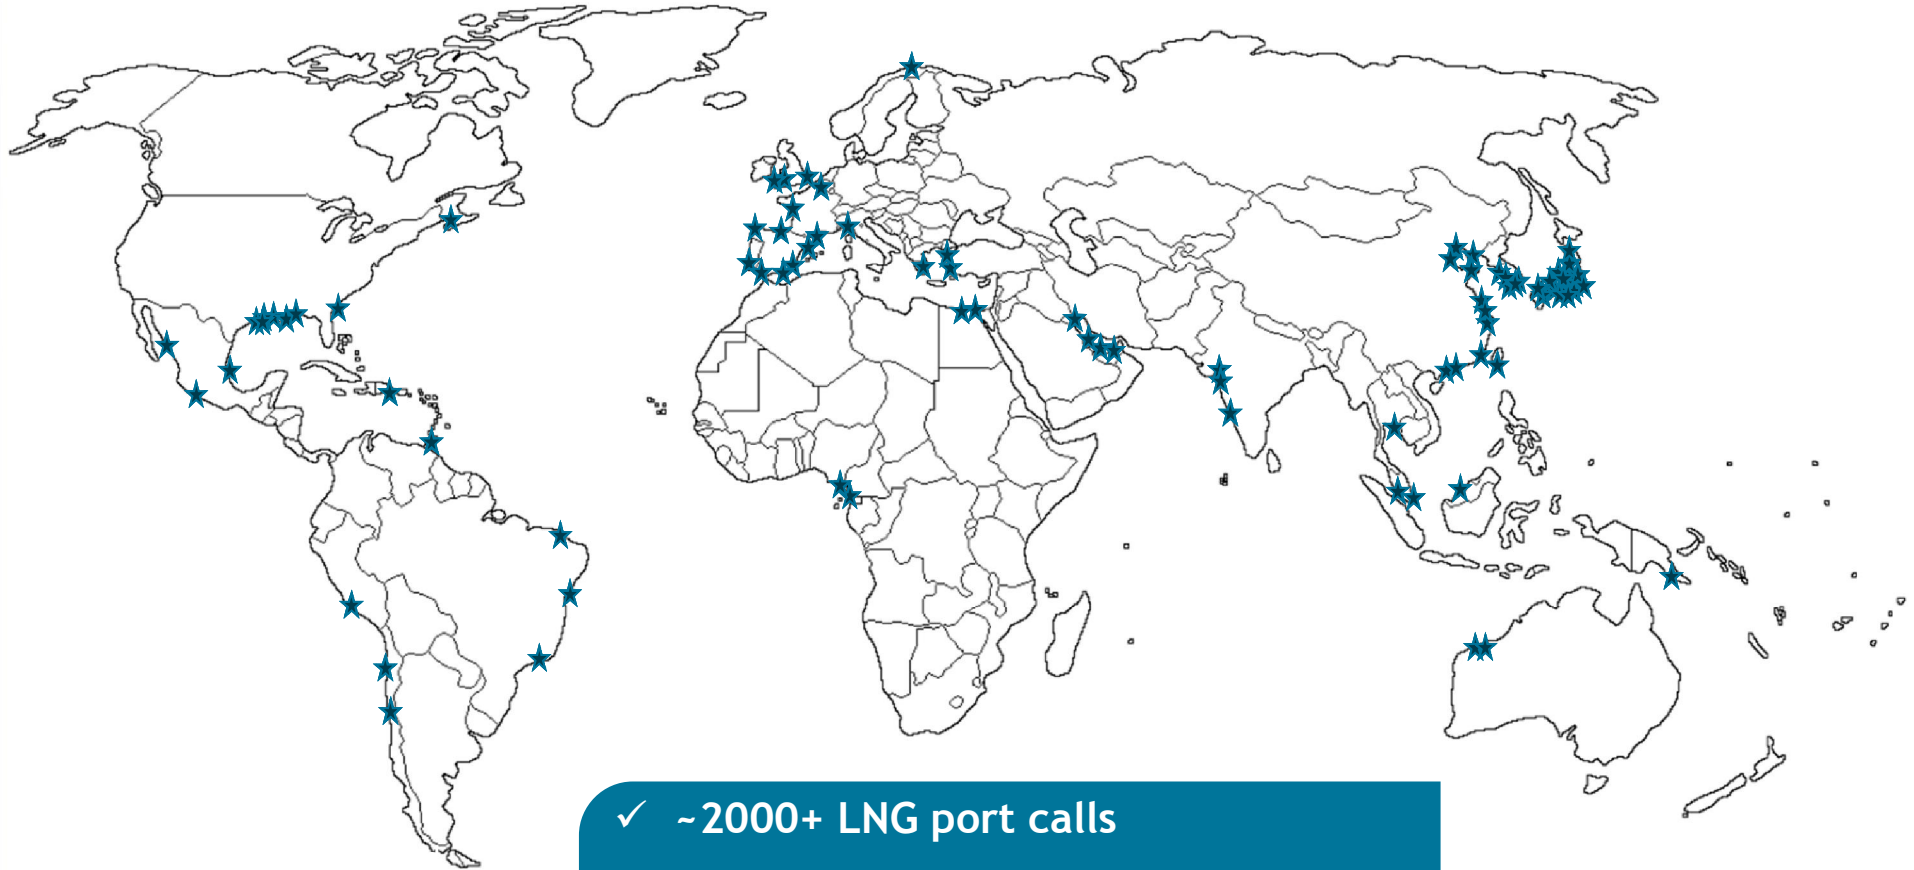 ✓ ~2000+ LNG port calls